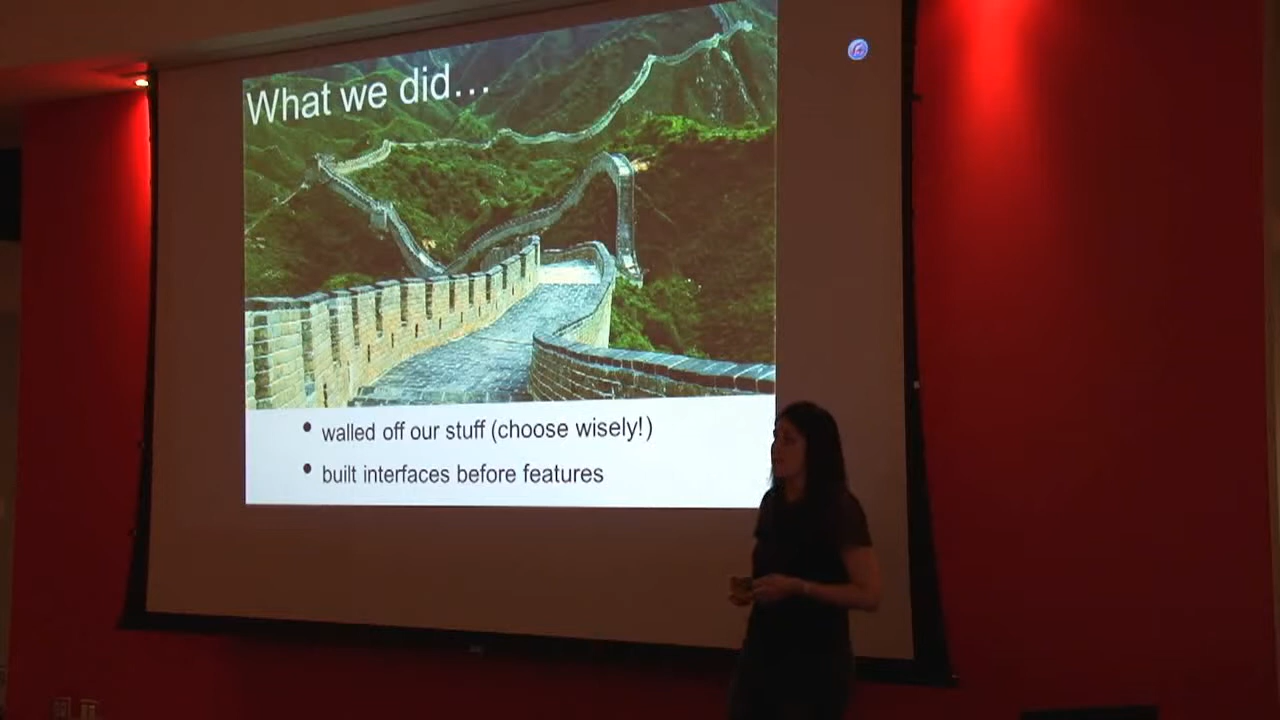 What we did...
• walled off our stuff (choose wisely!)
• built interfaces before features